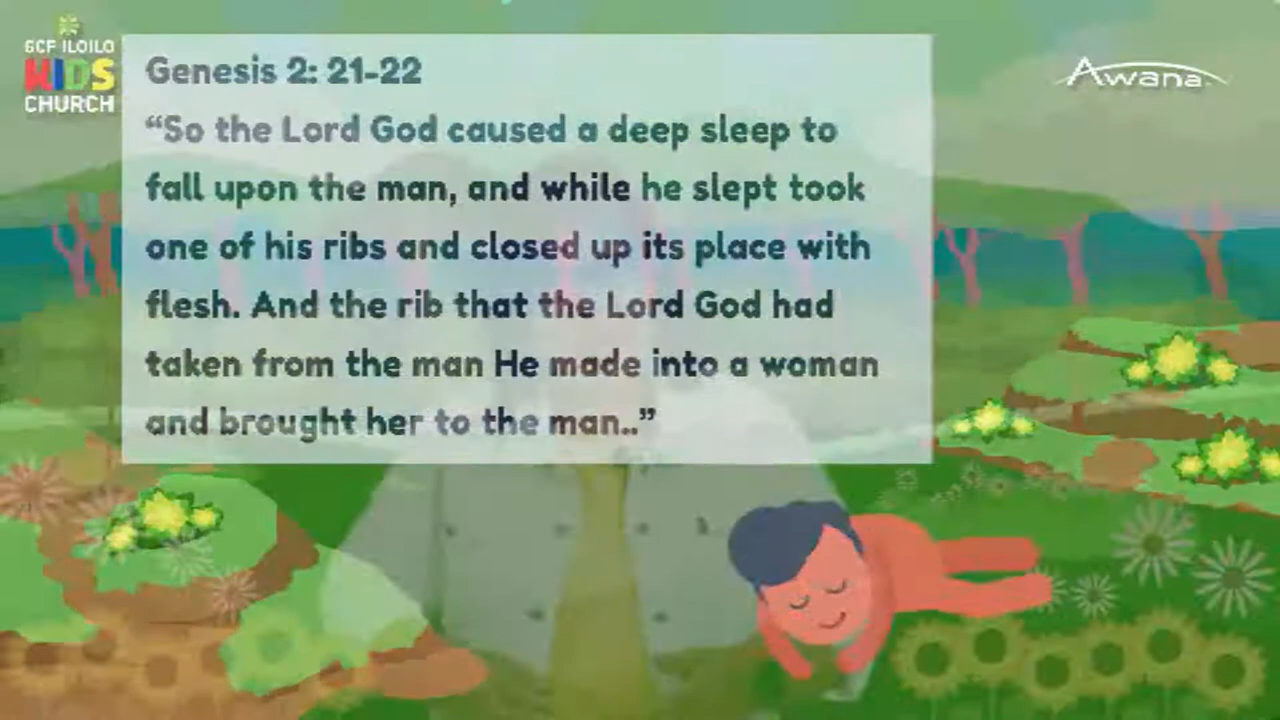 GCF ILOILO
KIDS
CHURCH
Awana
Genesis 2: 21-22
“So the Lord God caused a deep sleep to
fall upon the man, and while he slept took
one of his ribs and closed up its place with
flesh. And the rib that the Lord God had
taken from the man He made into a woman
and brought her to the man..”